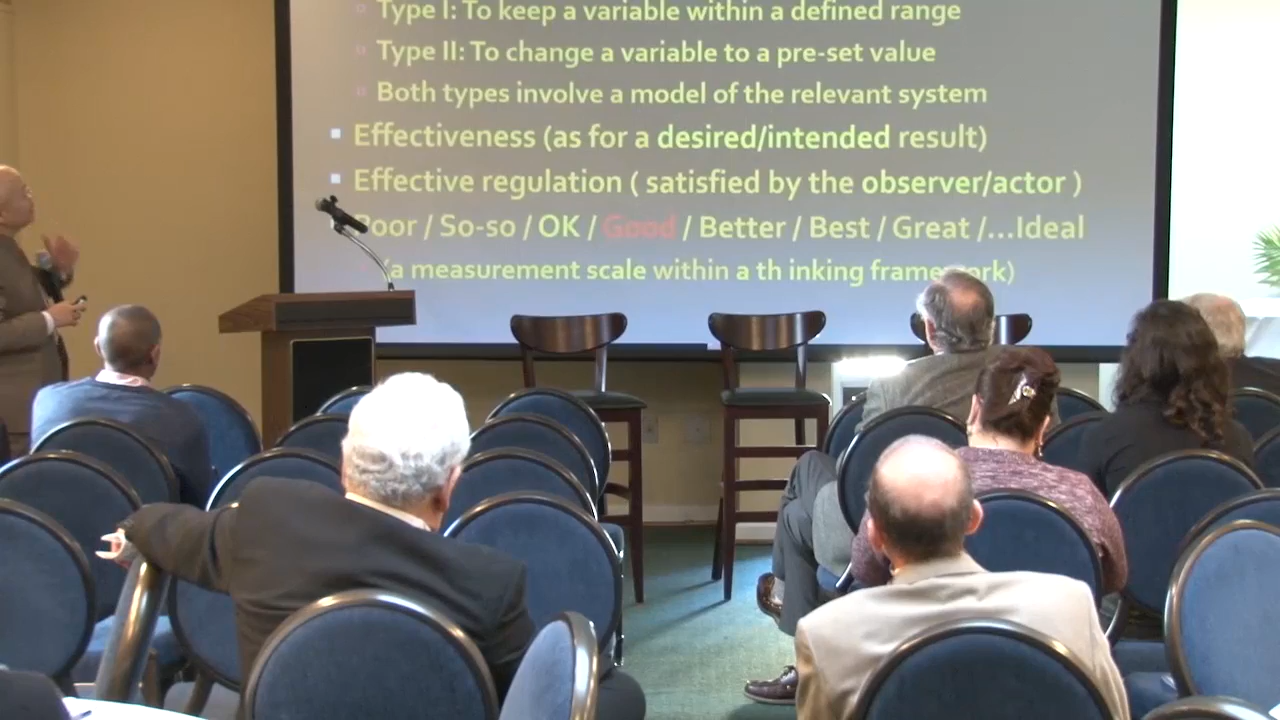 Type I: To keep a variable within a defined range
Type II: To change a variable to a pre-set value
Both types involve a model of the relevant system
Effectiveness (as for a desired/intended result)
Effective regulation ( satisfied by the observer/actor )
Poor / So-so / OK / Good / Better / Best / Great /...Ideal
(a measurement scale within a th inking framework)